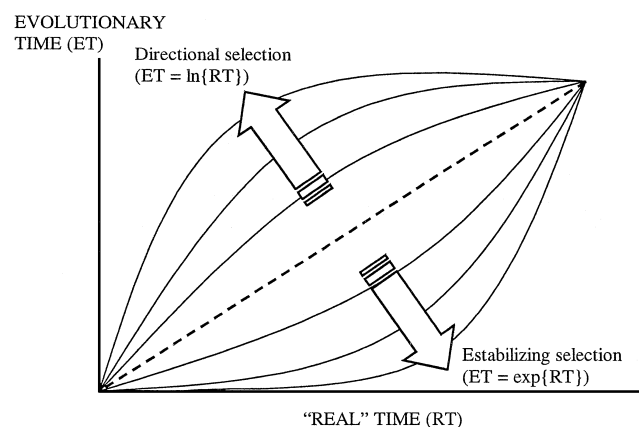 EVOLUTIONARY
TIME (ET)
Directional selection
(ET = ln{RT})
Estabilizing selection
(ET = exp{RT})
“REAL” TIME (RT)